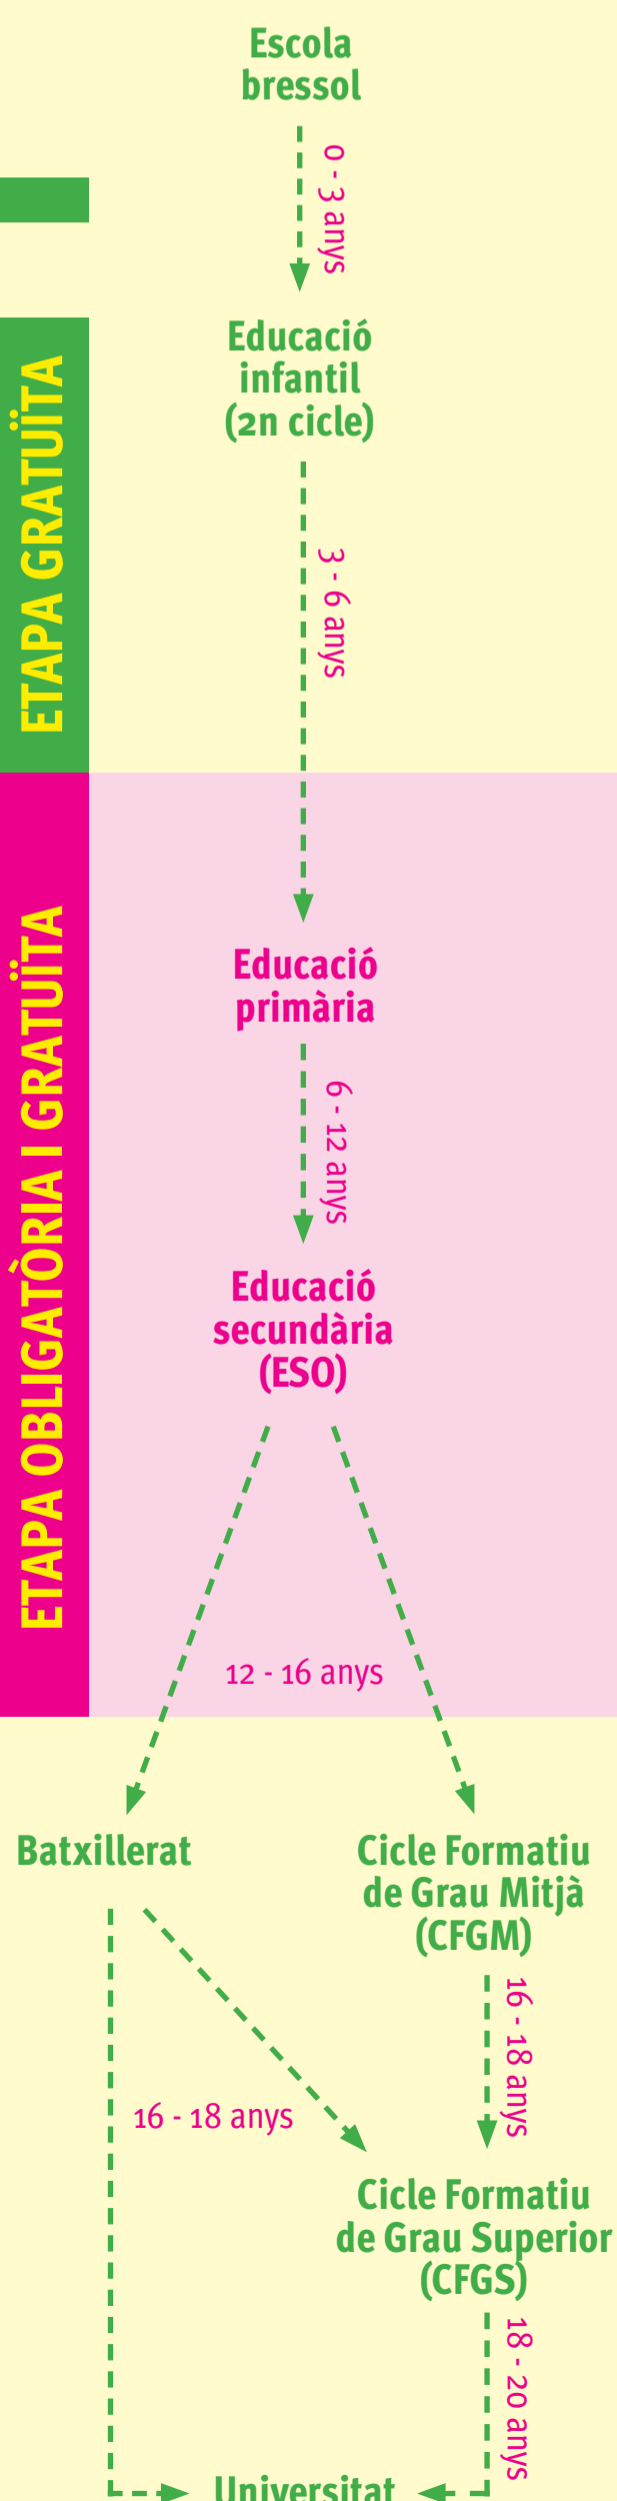 Escola
bressol
0 - 3 anys
Educació
infantil
(2n cicle)
ETAPA GRATUÏTA
3 - 6 anys
Educació
primària
6 - 12 anys
ETAPA OBLIGATÒRIA I GRATUÏTA
Educació
secundària
(ESO)
12 - 16 anys
Batxillerat
Cicle Formatiu
de Grau Mitjà
(CFGM)
16 - 18 anys
16 - 18 anys
Cicle Formatiu
de Grau Superior
(CFGS)
18 - 20 anys
Universitat